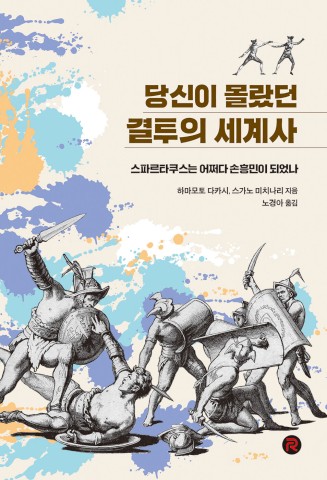 당신이 몰랐던
결투의 세계사
스파르타쿠스는 어쩌다 손흥민이 되었나
하마모토 다카시, 스가노 미치나리 지음
노경아 옮김
R